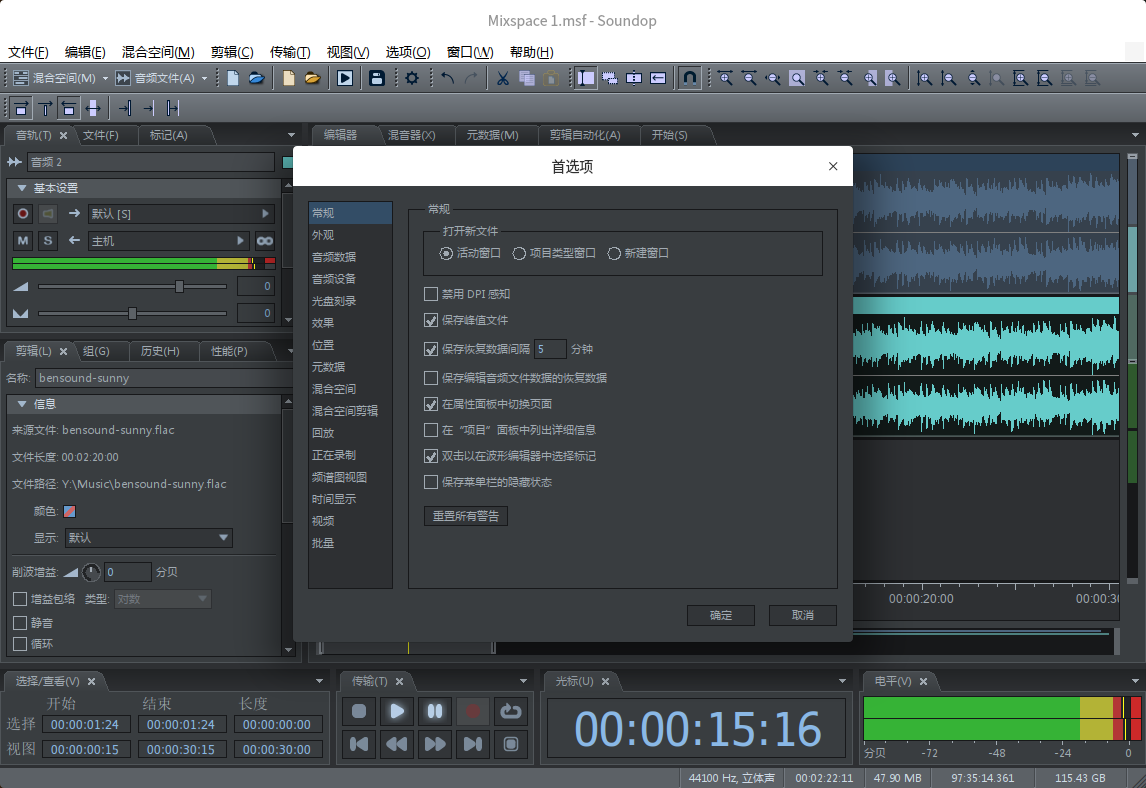 Mixspace 1.msf - Soundop
文件(F) 编辑(E) 混合空间(M) 剪辑(C) 传输(T) 视图(V) 选项(O) 窗口(W) 帮助(H)
混合空间(M) 音频文件(A)
音轨(T) 文件(F) 标记(A) 编辑器 混音器(X) 元数据(M) 剪辑自动化(A) 开始(S)
音频 2
基本设置
默认 [S]
M S 主机
0
0
剪辑(L) 组(G) 历史(H) 性能(P)
名称: bensound-sunny
信息
来源文件: bensound-sunny.flac
文件长度: 00:02:20:00
文件路径: Y:\Music\bensound-sunny.flac
颜色:
显示: 默认
削波增益: 0 分贝
增益包络 类型: 对数
静音
循环
首选项
常规
外观
音频数据
音频设备
光盘刻录
效果
位置
元数据
混合空间
混合空间剪辑
回放
正在录制
频谱图视图
时间显示
视频
批量
常规
打开新文件
活动窗口 项目类型窗口 新建窗口
禁用 DPI 感知
保存峰值文件
保存恢复数据间隔 5 分钟
保存编辑音频文件数据的恢复数据
在属性面板中切换页面
在“项目”面板中列出详细信息
双击以在波形编辑器中选择标记
保存菜单栏的隐藏状态
重置所有警告
确定 取消
00:00:20:00 00:00:30
选择/查看(V) 传输(T) 光标(U) 电平(V)
开始 结束 长度
选择 00:00:01:24 00:00:01:24 00:00:00:00
视图 00:00:00:15 00:00:30:15 00:00:30:00
00:00:15:16
分贝 -72 -48 -24 0
44100 Hz, 立体声 00:02:22:11 47.90 MB 97:35:14.361 115.43 GB